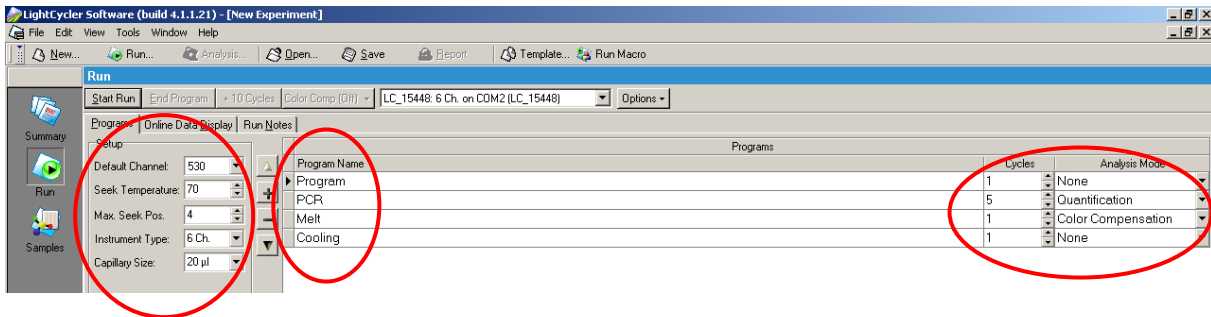 LightCycler Software (build 4.1.1.21) - [New Experiment]
File Edit View Tools Window Help
New... Run... Analysis... Open... Save Report Template... Run Macro
Run
Start Run End Program +10 Cycles Color Comp (Off) LC_15448: 6 Ch. on COM2 (LC_15448) Options
Programs Online Data Display Run Notes
Summary
Run
Samples
Setup
Default Channel: 530
Seek Temperature: 70
Max. Seek Pos. 4
Instrument Type: 6 Ch.
Capillary Size: 20 µl
Programs
Program Name Cycles Analysis Mode
Program 1 None
PCR 5 Quantification
Melt 1 Color Compensation
Cooling 1 None